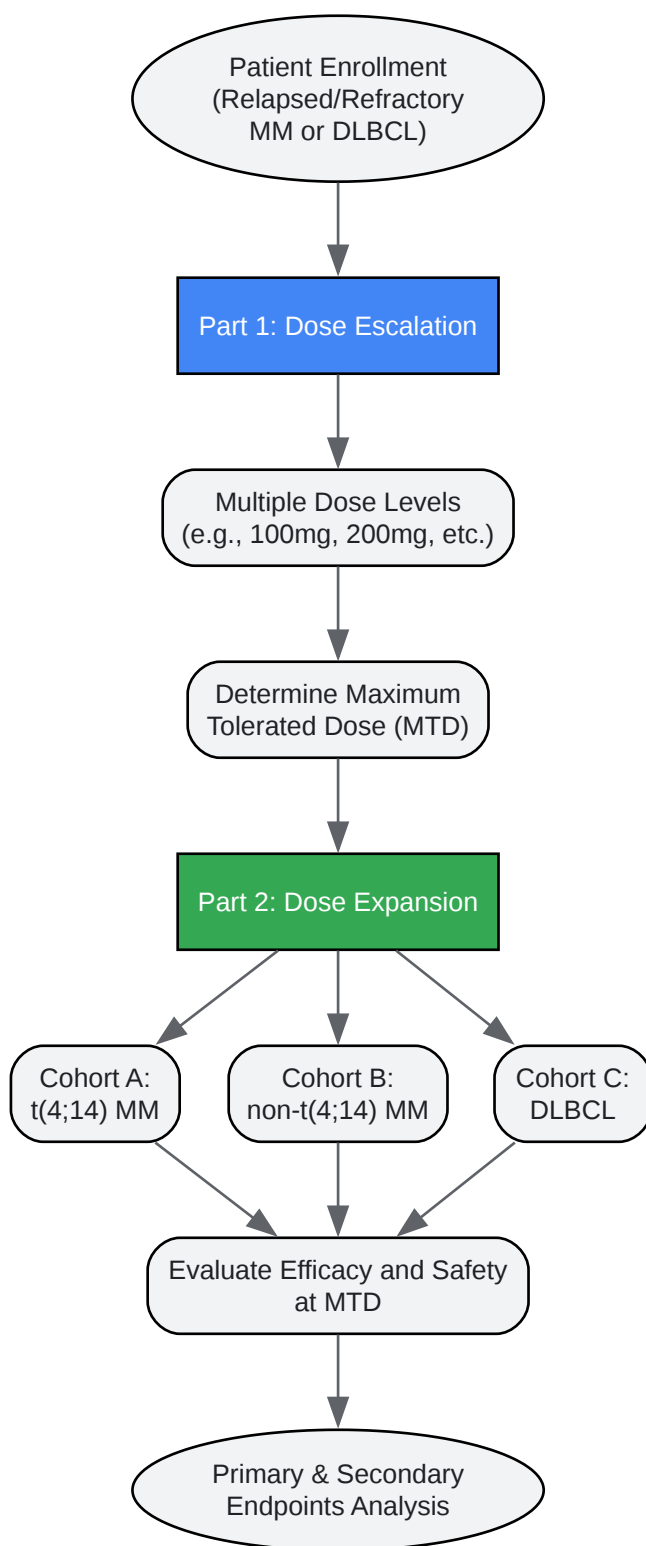 Patient Enrollment
(Relapsed/Refractory
MM or DLBCL)
Part 1: Dose Escalation
Multiple Dose Levels
(e.g., 100mg, 200mg, etc.)
Determine Maximum
Tolerated Dose (MTD)
Part 2: Dose Expansion
Cohort A:
t(4;14) MM
Cohort B:
non-t(4;14) MM
Cohort C:
DLBCL
Evaluate Efficacy and Safety
at MTD
Primary & Secondary
Endpoints Analysis